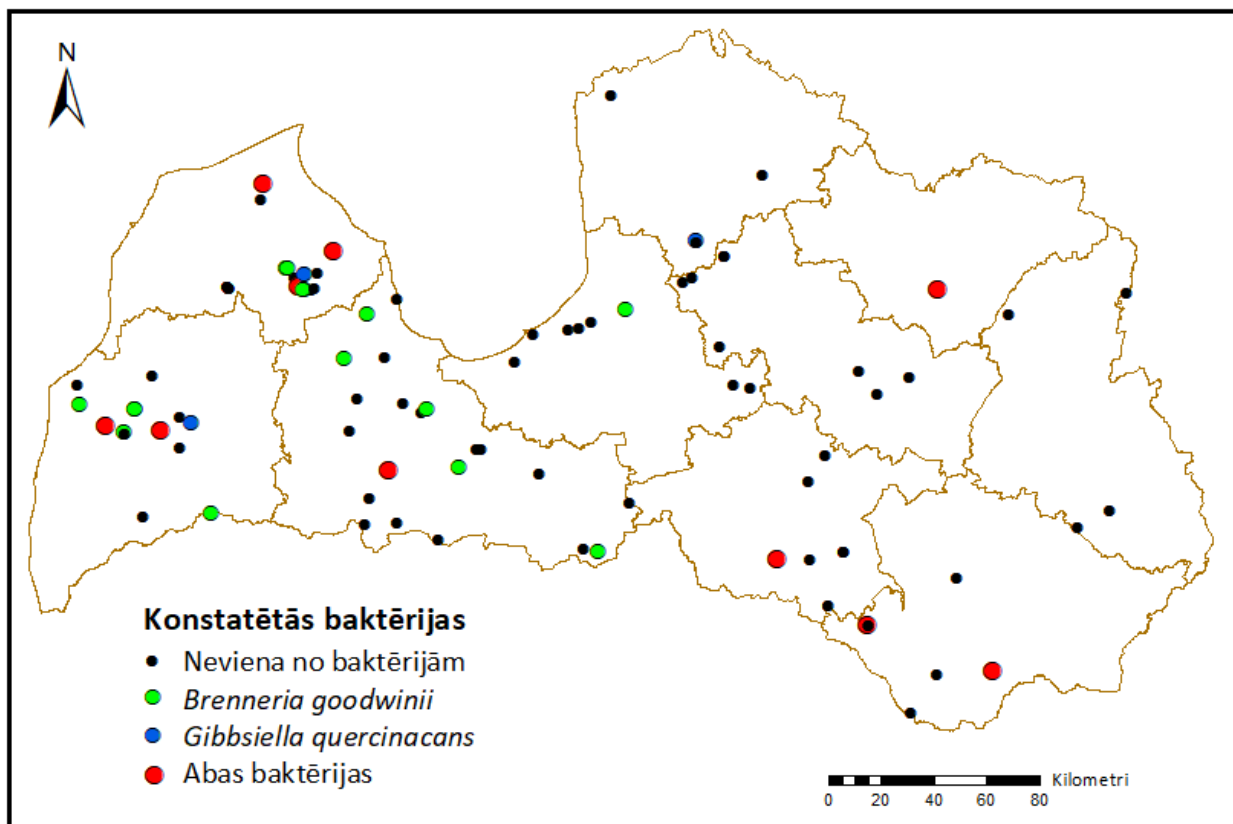 N
Konstatētās baktērijas
Neviena no baktērijām
Brenneria goodwinii
Gibbsiella quercinacans
Abas baktērijas
Kilometri
0 20 40 60 80